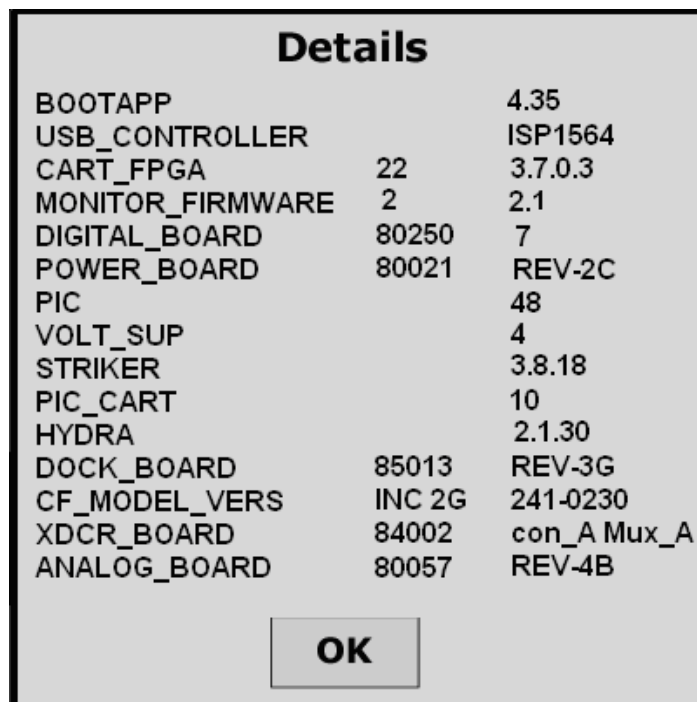 Details
BOOTAPP 4.35
USB_CONTROLLER ISP1564
CART_FPGA 22 3.7.0.3
MONITOR_FIRMWARE 2 2.1
DIGITAL_BOARD 80250 7
POWER_BOARD 80021 REV-2C
PIC 48
VOLT_SUP 4
STRIKER 3.8.18
PIC_CART 10
HYDRA 2.1.30
DOCK_BOARD 85013 REV-3G
CF_MODEL_VERS INC 2G 241-0230
XDCR_BOARD 84002 con_A Mux_A
ANALOG_BOARD 80057 REV-4B
OK